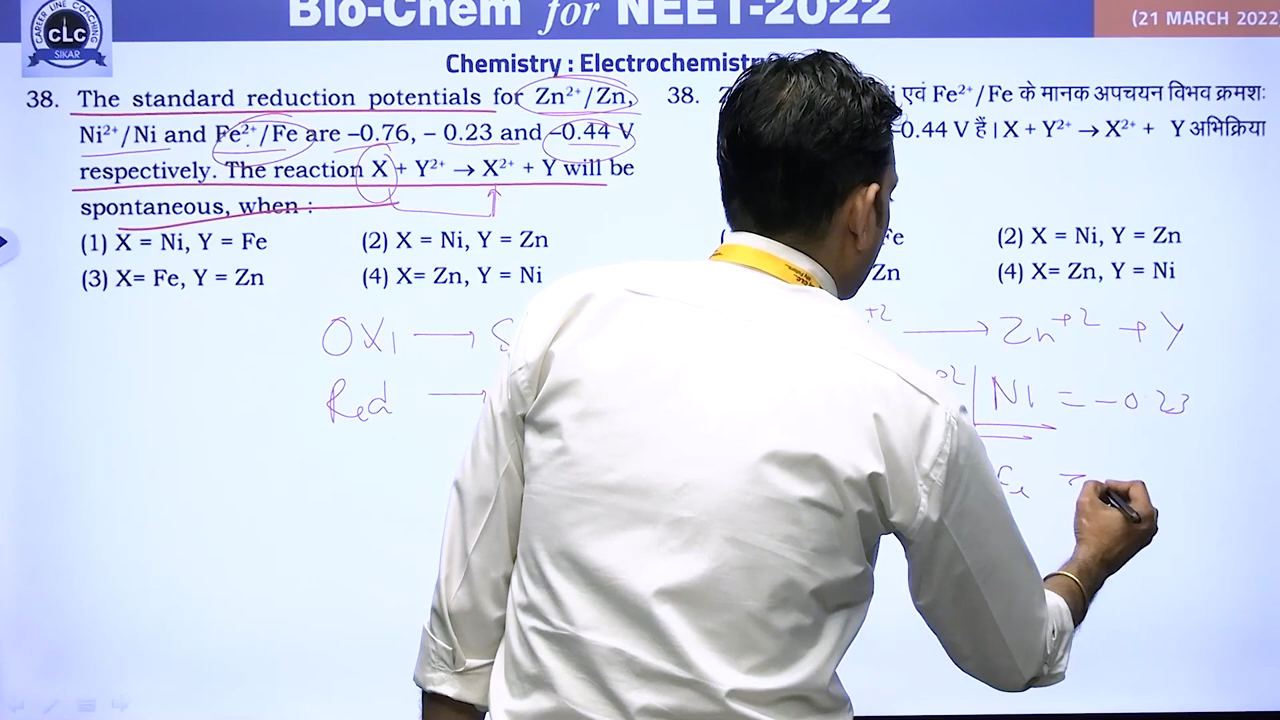 Bio-Chem for NEET-2022
(21 MARCH 2022
CAREER LINE COACHING
CLC
SIKAR
Chemistry : Electrochemistr
38. The standard reduction potentials for Zn²⁺/Zn,
Ni²⁺/Ni and Fe²⁺/Fe are –0.76, – 0.23 and –0.44 V
respectively. The reaction X + Y²⁺ → X²⁺ + Y will be
spontaneous, when :
(1) X = Ni, Y = Fe (2) X = Ni, Y = Zn
(3) X= Fe, Y = Zn (4) X= Zn, Y = Ni
38.
एवं Fe²⁺/Fe के मानक अपचयन विभव क्रमशः
–0.44 V हैं। X + Y²⁺ → X²⁺ + Y अभिक्रिया
Fe (2) X = Ni, Y = Zn
Zn (4) X= Zn, Y = Ni
OXI →
+2 → Zn+2 + Y
Red →
| Ni = -0.23
Fe